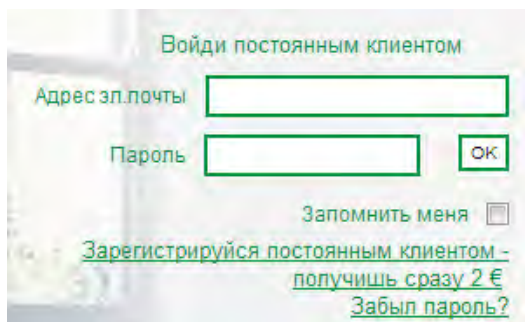 Войди постоянным клиентом
Адрес эл.почты
Пароль OK
Запомнить меня
Зарегистрируйся постоянным клиентом -
получишь сразу 2 €
Забыл пароль?